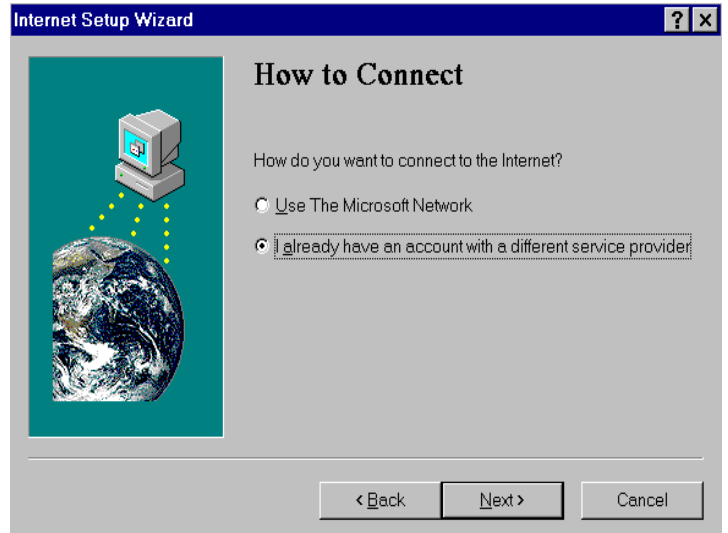 Internet Setup Wizard
How to Connect
How do you want to connect to the Internet?
Use The Microsoft Network
I already have an account with a different service provider
< Back Next > Cancel